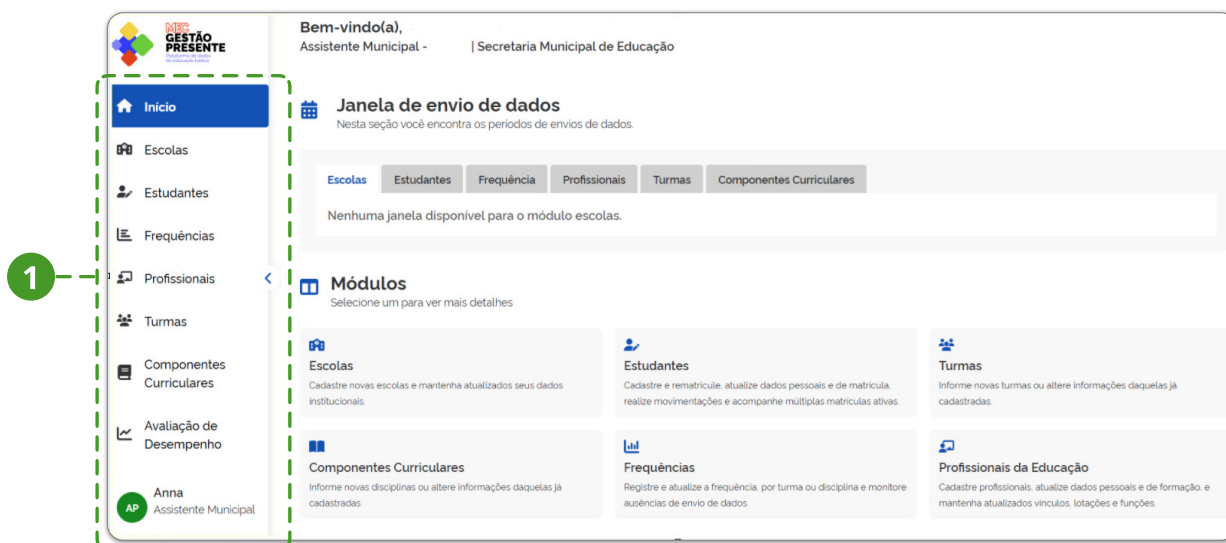 MEC
GESTÃO
PRESENTE
Plataforma de dados
da educação básica
Bem-vindo(a),
Assistente Municipal - | Secretaria Municipal de Educação
1
Início
Escolas
Estudantes
Frequências
Profissionais
Turmas
Componentes
Curriculares
Avaliação de
Desempenho
AP
Anna
Assistente Municipal
Janela de envio de dados
Nesta seção você encontra os períodos de envios de dados.
Escolas Estudantes Frequência Profissionais Turmas Componentes Curriculares
Nenhuma janela disponível para o módulo escolas.
Módulos
Selecione um para ver mais detalhes
Escolas
Cadastre novas escolas e mantenha atualizados seus dados
institucionais.
Estudantes
Cadastre e rematricule, atualize dados pessoais e de matrícula,
realize movimentações e acompanhe múltiplas matrículas ativas.
Turmas
Informe novas turmas ou altere informações daquelas já
cadastradas.
Componentes Curriculares
Informe novas disciplinas ou altere informações daquelas já
cadastradas.
Frequências
Registre e atualize a frequência, por turma ou disciplina e monitore
ausências de envio de dados.
Profissionais da Educação
Cadastre profissionais, atualize dados pessoais e de formação, e
mantenha atualizados vínculos, lotações e funções.